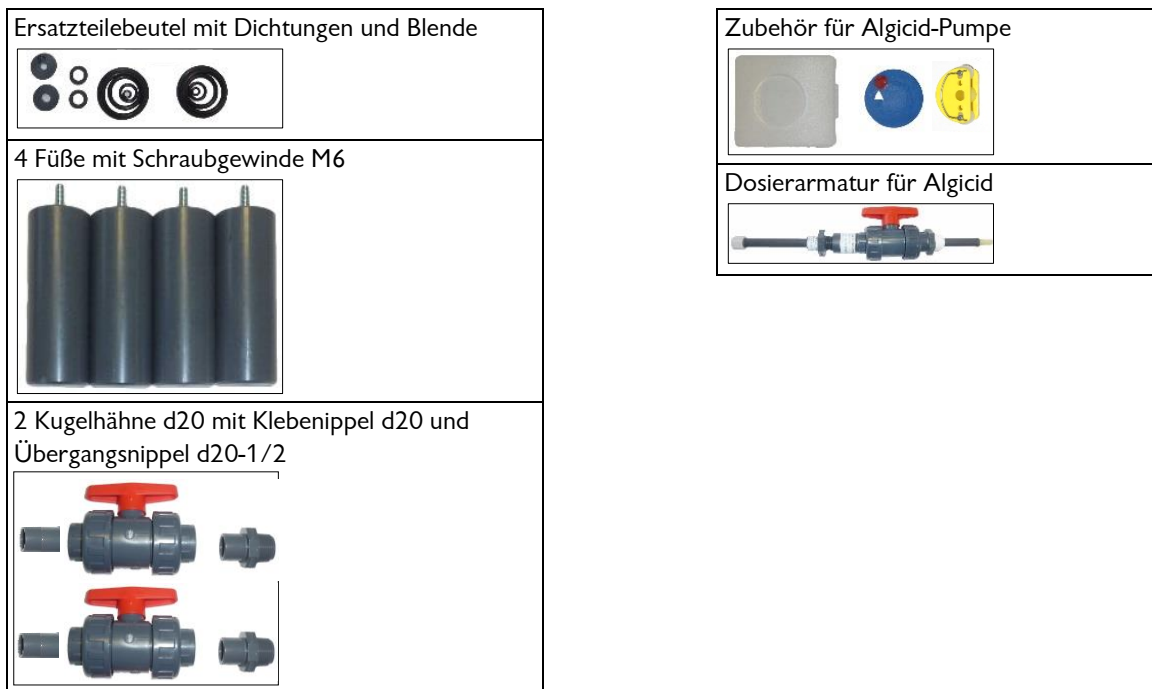 Ersatzteilebeutel mit Dichtungen und Blende
4 Füße mit Schraubgewinde M6
2 Kugelhähne d20 mit Klebenippel d20 und
Übergangsnippel d20-1/2
Zubehör für Algicid-Pumpe
Dosierarmatur für Algicid